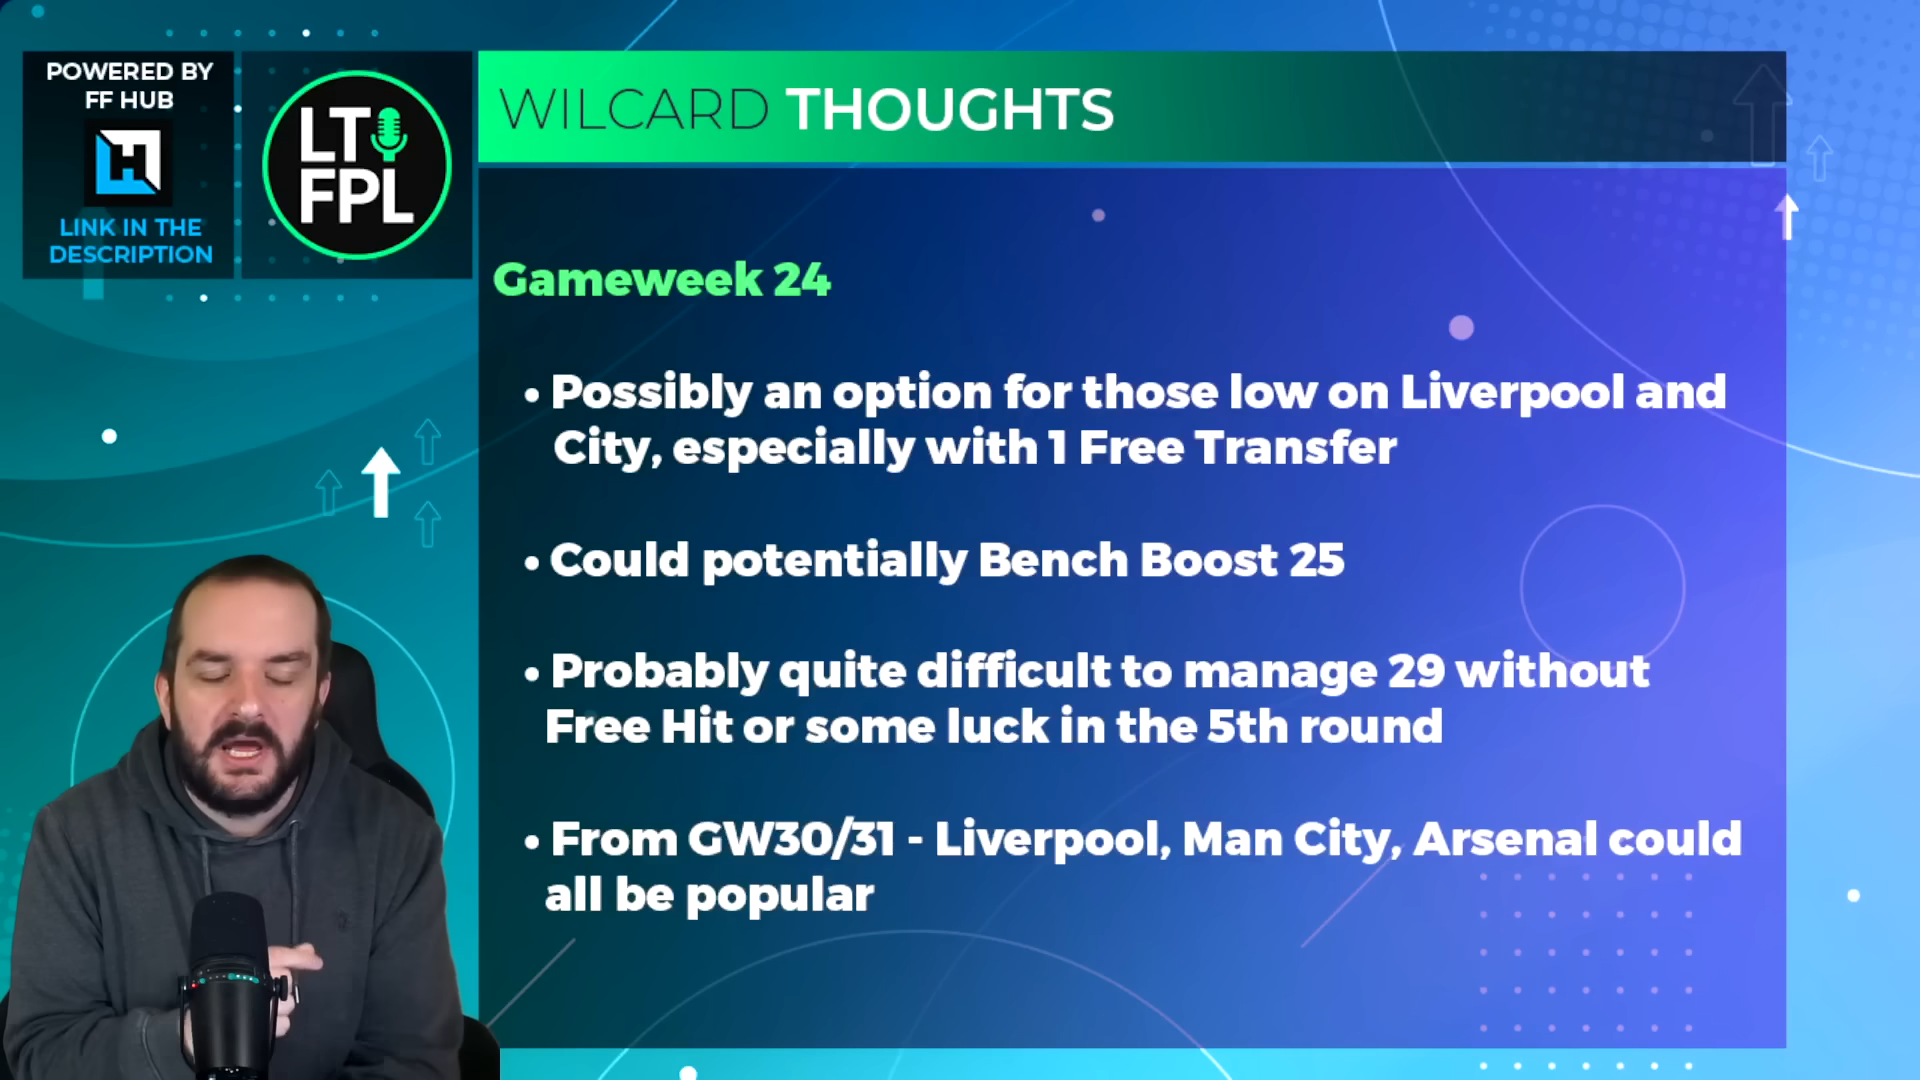 POWERED BY
FF HUB
LINK IN THE
DESCRIPTION
LT
FPL
WILCARD THOUGHTS
Gameweek 24
• Possibly an option for those low on Liverpool and
City, especially with 1 Free Transfer
• Could potentially Bench Boost 25
• Probably quite difficult to manage 29 without
Free Hit or some luck in the 5th round
• From GW30/31 - Liverpool, Man City, Arsenal could
all be popular